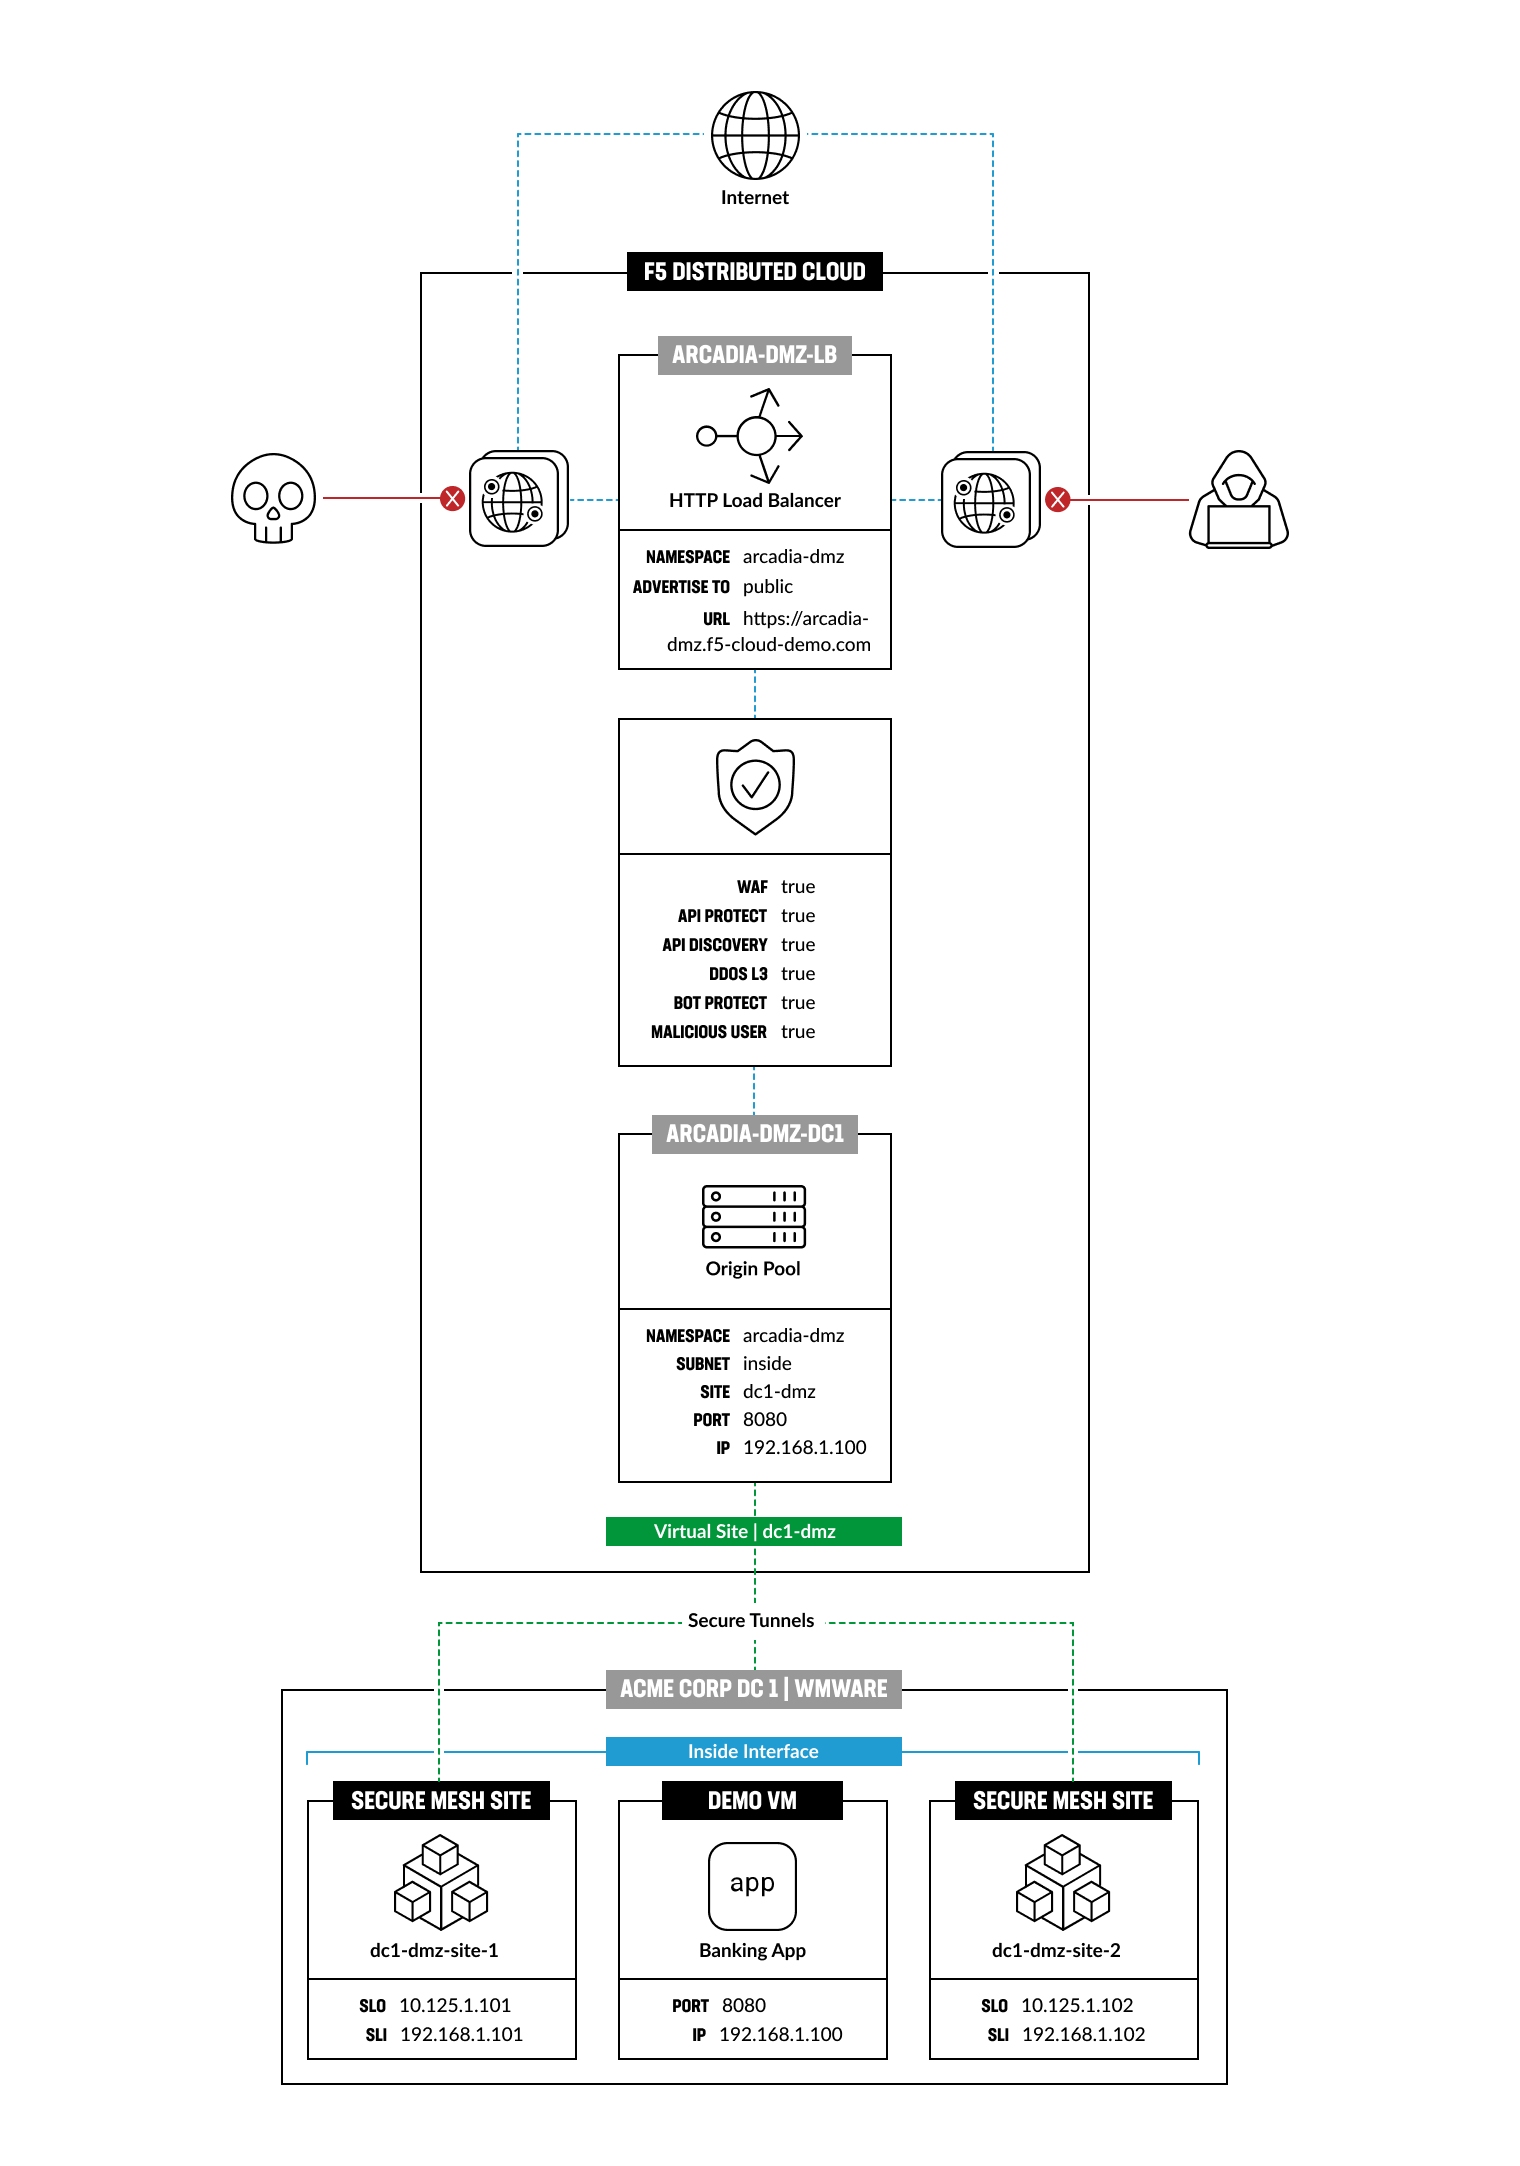 Internet
F5 DISTRIBUTED CLOUD
ARCADIA-DMZ-LB
HTTP Load Balancer
NAMESPACE arcadia-dmz
ADVERTISE TO public
URL https://arcadia-
dmz.f5-cloud-demo.com
WAF true
API PROTECT true
API DISCOVERY true
DDOS L3 true
BOT PROTECT true
MALICIOUS USER true
ARCADIA-DMZ-DC1
Origin Pool
NAMESPACE arcadia-dmz
SUBNET inside
SITE dc1-dmz
PORT 8080
IP 192.168.1.100
Virtual Site | dc1-dmz
Secure Tunnels
ACME CORP DC 1 | WMWARE
Inside Interface
SECURE MESH SITE
dc1-dmz-site-1
SLO 10.125.1.101
SLI 192.168.1.101
DEMO VM
app
Banking App
PORT 8080
IP 192.168.1.100
SECURE MESH SITE
dc1-dmz-site-2
SLO 10.125.1.102
SLI 192.168.1.102